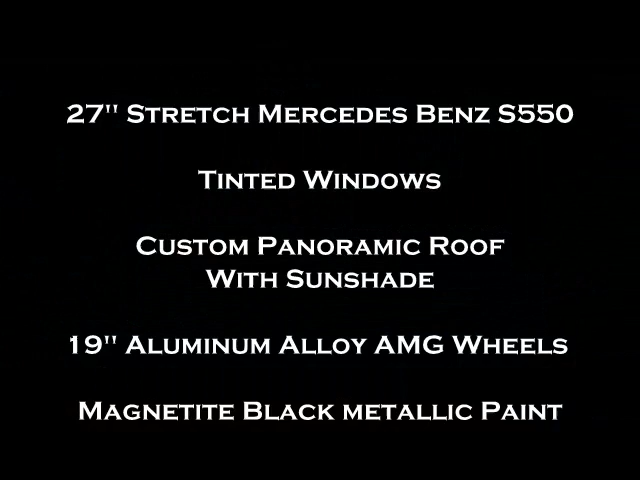 27" Stretch Mercedes Benz S550
Tinted Windows
Custom Panoramic Roof
With Sunshade
19" Aluminum Alloy AMG Wheels
Magnetite Black metallic Paint